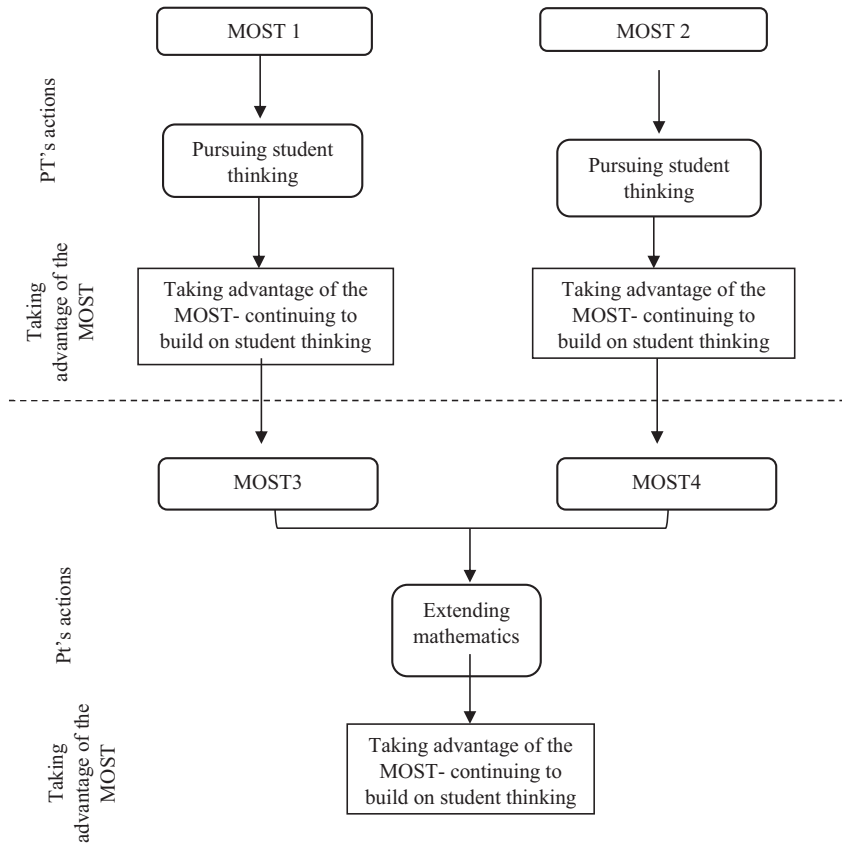 MOST 1
MOST 2
PT's actions
Pursuing student
thinking
Pursuing student
thinking
Taking
advantage of the
MOST
Taking advantage of the
MOST- continuing to
build on student thinking
Taking advantage of the
MOST- continuing to
build on student thinking
MOST3
MOST4
Pt's actions
Extending
mathematics
Taking
advantage of the
MOST
Taking advantage of the
MOST- continuing to
build on student thinking